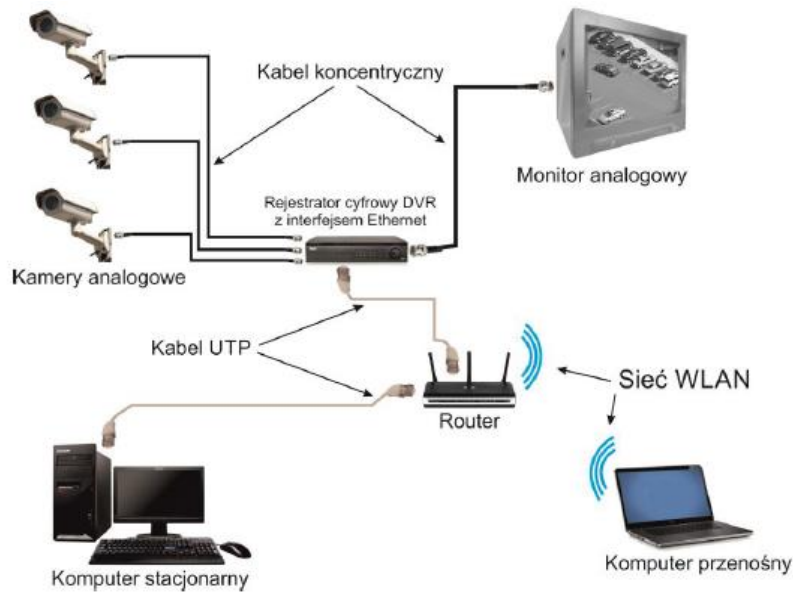 Kabel koncentryczny
Monitor analogowy
Rejestrator cyfrowy DVR
z interfejsem Ethernet
Kamery analogowe
Kabel UTP
Sieć WLAN
Router
Komputer stacjonarny
Komputer przenośny